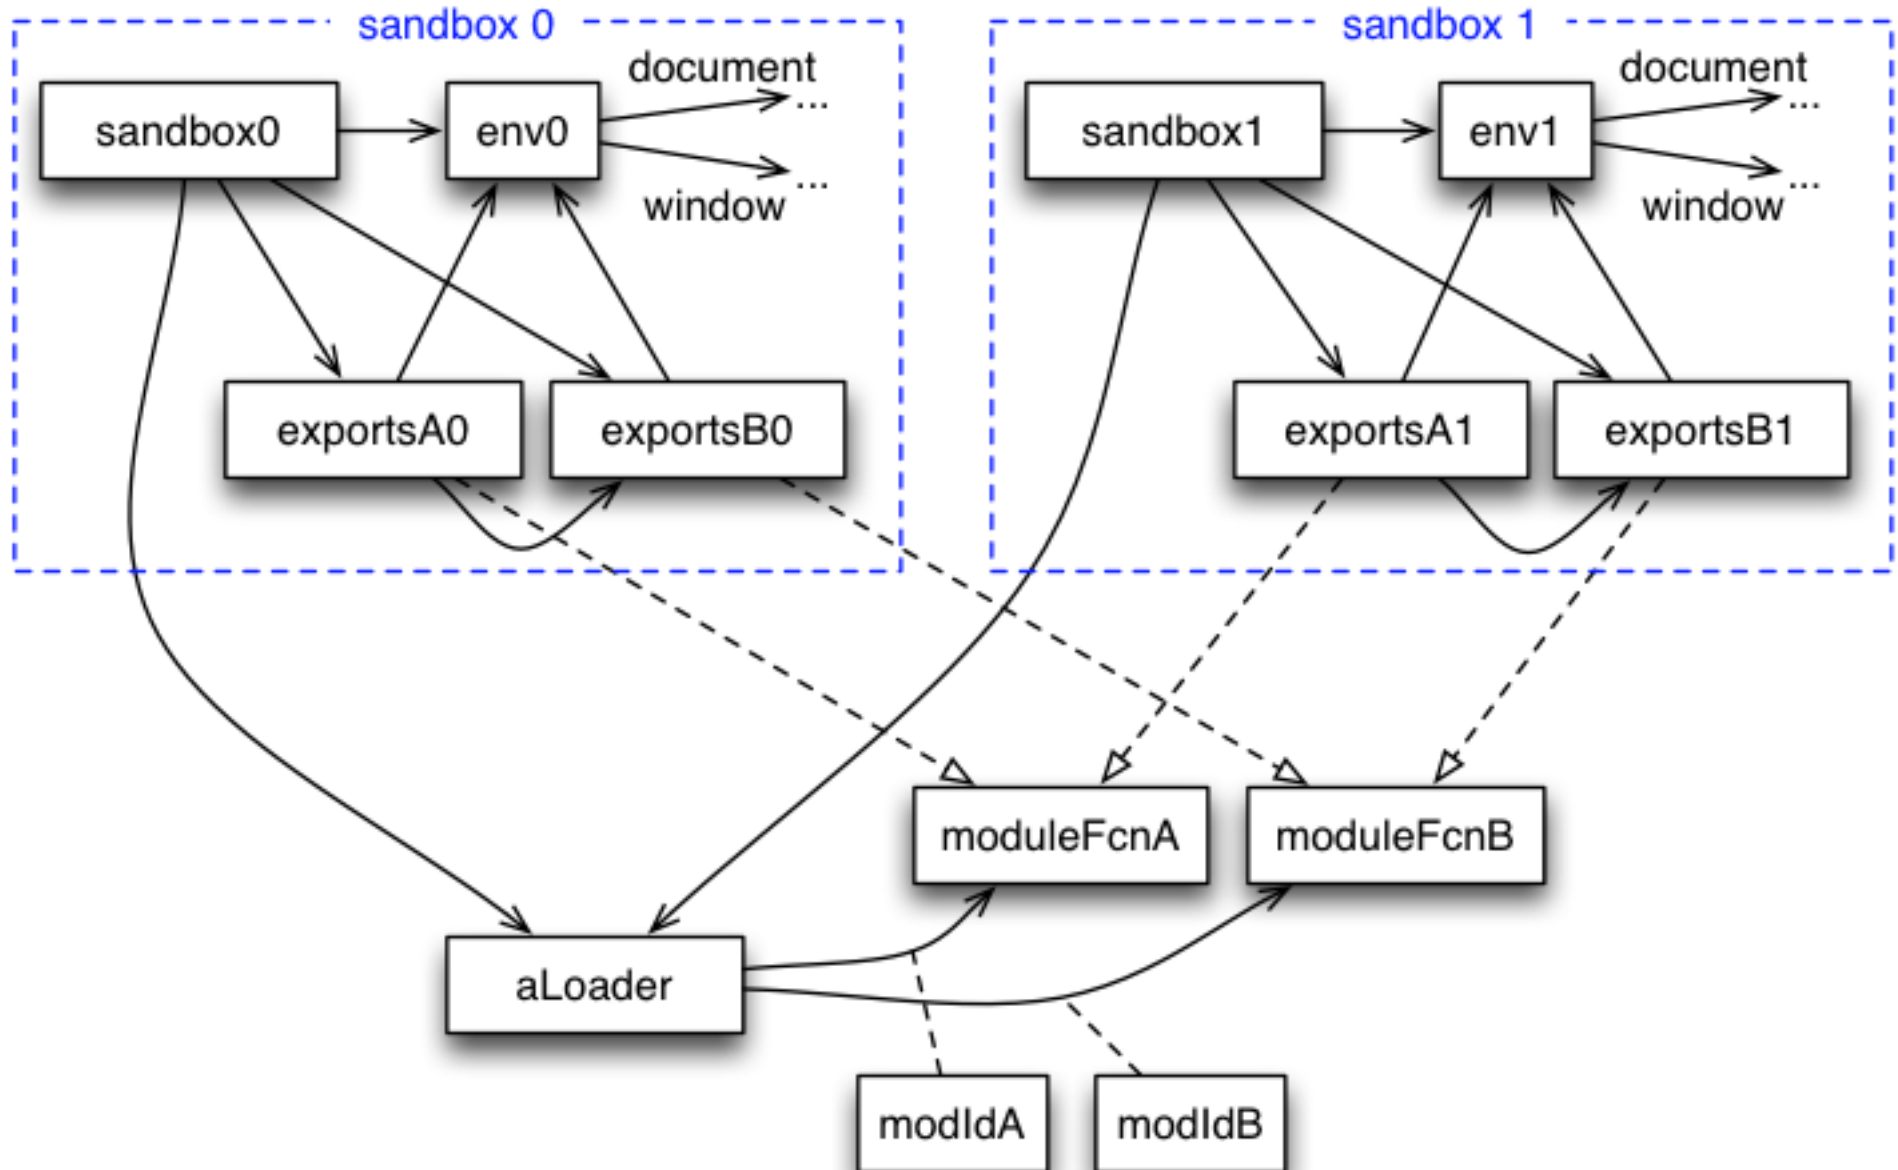 sandbox 0
sandbox 1
document
document
sandbox0
env0
...
sandbox1
env1
...
...
...
window
window
exportsA0
exportsB0
exportsA1
exportsB1
moduleFcnA
moduleFcnB
aLoader
modIdA
modIdB